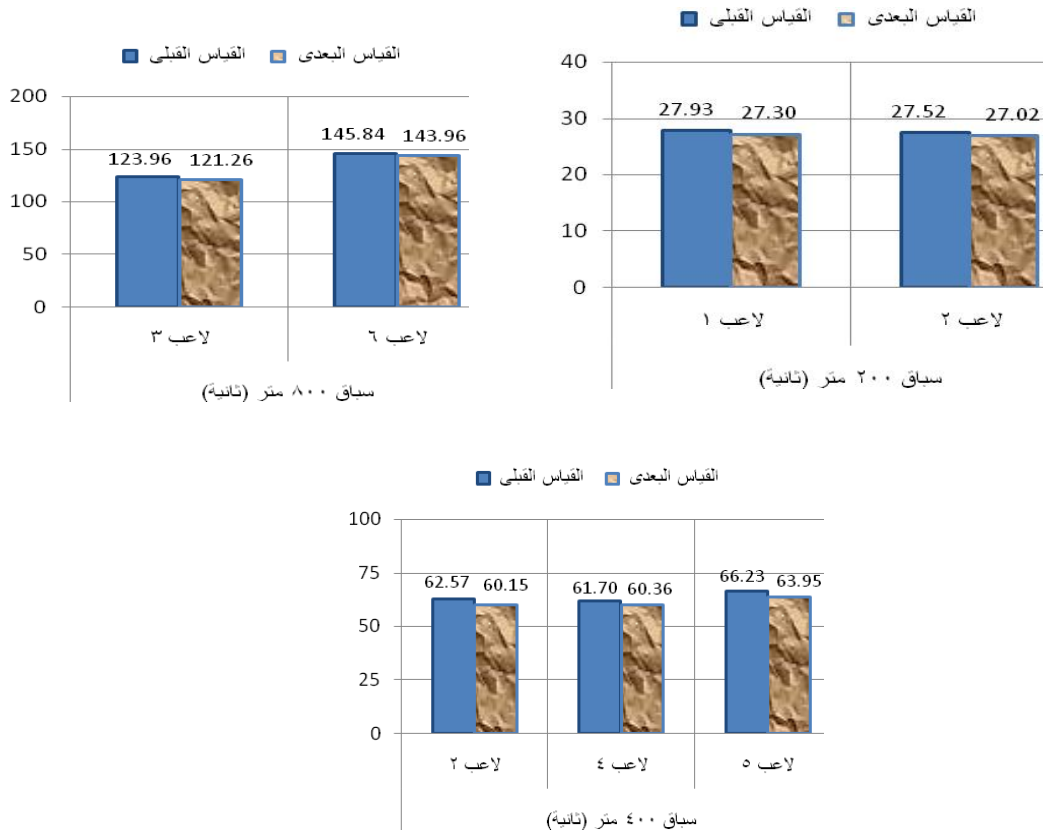 القياس القبلى القياس البعدى
200
150
100
50
0
123.96 121.26 145.84 143.96
لاعب ٣ لاعب ٦
سباق ٨٠٠ متر (ثانية)
القياس القبلى القياس البعدى
40
30
20
10
0
27.93 27.30 27.52 27.02
لاعب ١ لاعب ٢
سباق ٢٠٠ متر (ثانية)
القياس القبلى القياس البعدى
100
75
50
25
0
62.57 60.15 61.70 60.36 66.23 63.95
لاعب ٢ لاعب ٤ لاعب ٥
سباق ٤٠٠ متر (ثانية)